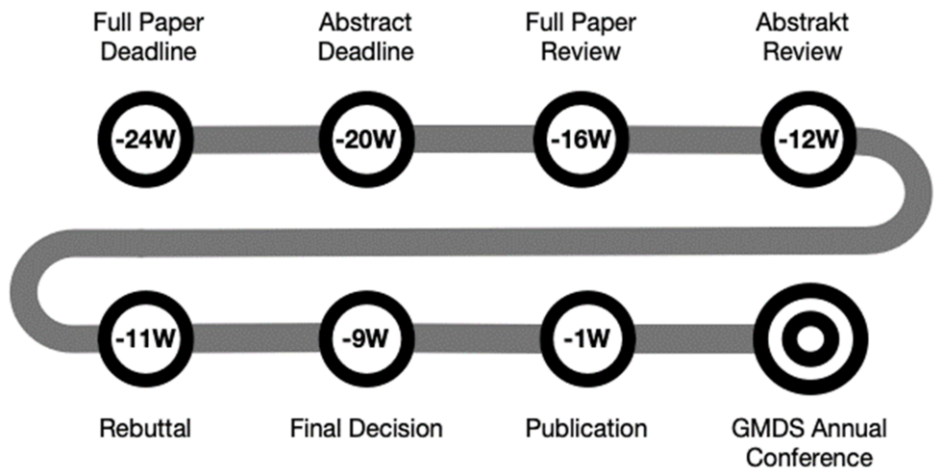 Full Paper
Deadline
Abstract
Deadline
Full Paper
Review
Abstrakt
Review
-24W
-20W
-16W
-12W
-11W
-9W
-1W
Rebuttal
Final Decision
Publication
GMDS Annual
Conference